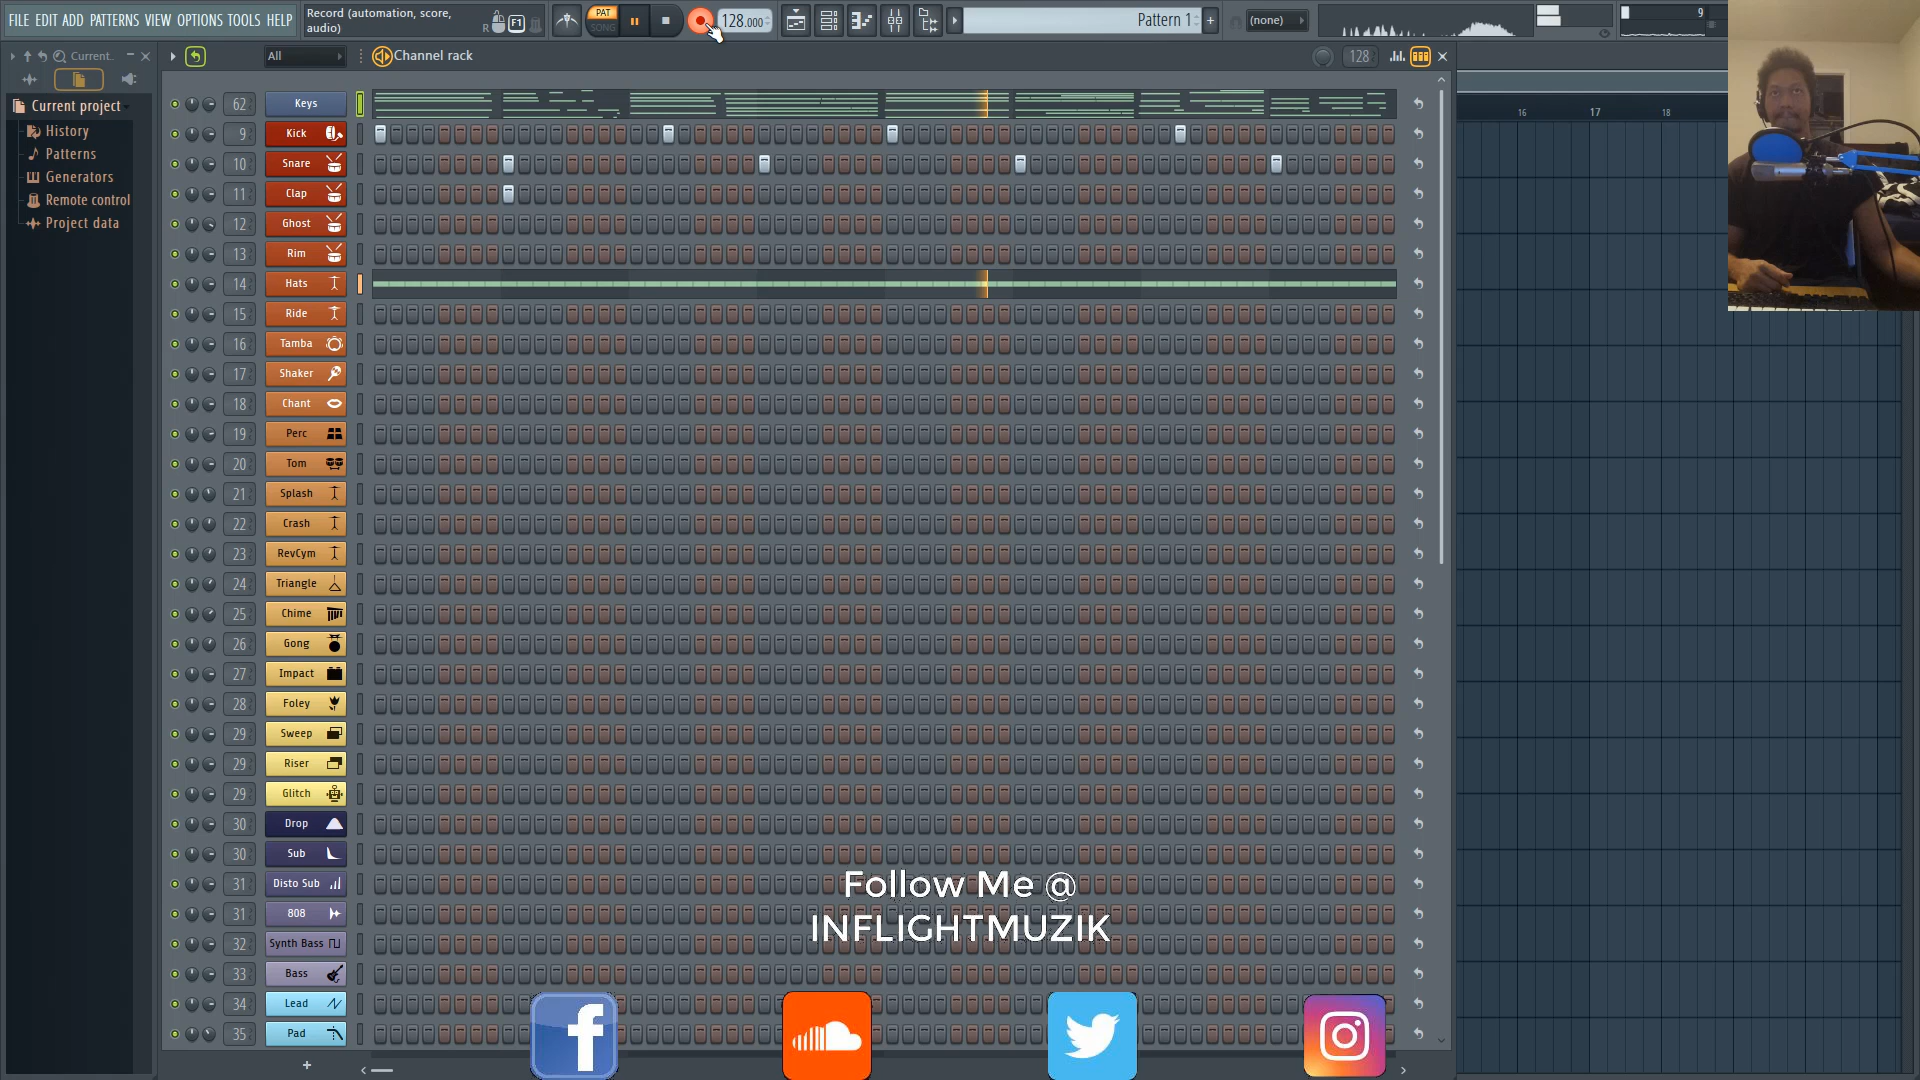 FILE EDIT ADD PATTERNS VIEW OPTIONS TOOLS HELP
Record (automation, score,
audio)
R F1
PAT
SONG
128.000
Pattern 1 +
(none)
9
Current..
All
Channel rack
128
Current project
History
Patterns
Generators
Remote control
Project data
16 17 18
62 Keys
9 Kick
10 Snare
11 Clap
12 Ghost
13 Rim
14 Hats
15 Ride
16 Tamba
17 Shaker
18 Chant
19 Perc
20 Tom
21 Splash
22 Crash
23 RevCym
24 Triangle
25 Chime
26 Gong
27 Impact
28 Foley
29 Sweep
29 Riser
29 Glitch
30 Drop
30 Sub
31 Disto Sub
31 808
32 Synth Bass
33 Bass
34 Lead
35 Pad
Follow Me @
INFLIGHTMUZIK